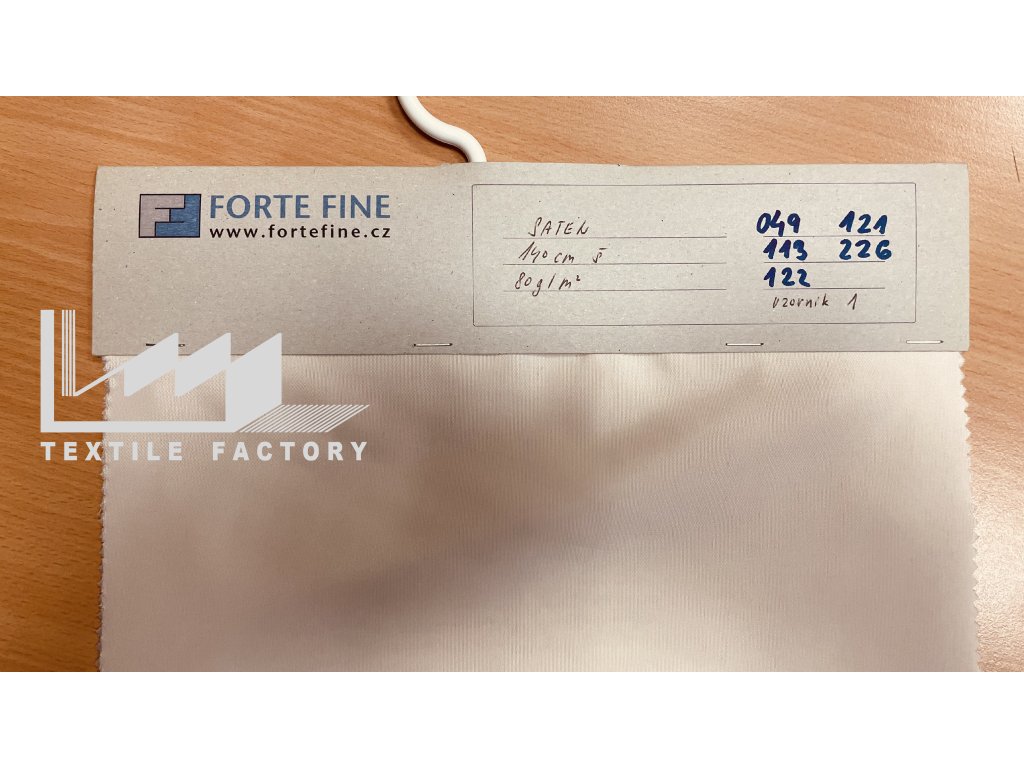 FORTE FINE
www.fortefine.cz
SATEN
140 cm š
80g/m²
049 121
113 226
122
vzorník 1
TEXTILE FACTORY